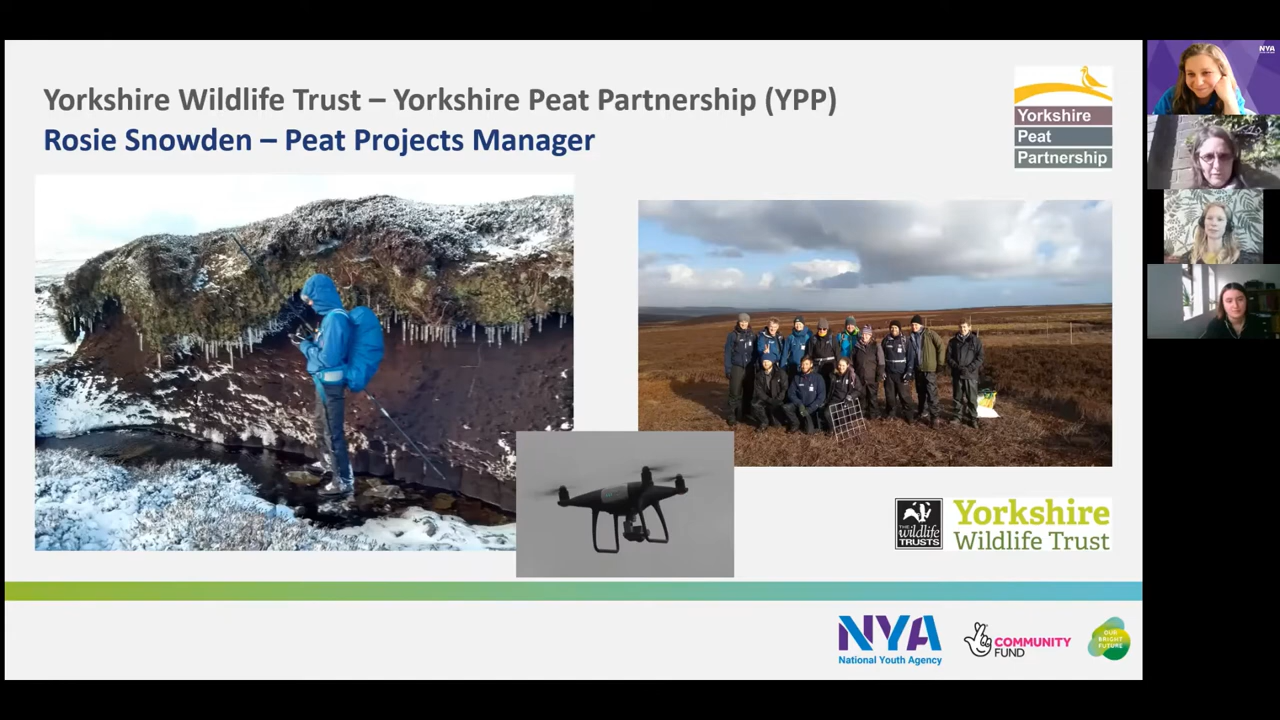 Yorkshire Wildlife Trust – Yorkshire Peat Partnership (YPP)
Rosie Snowden – Peat Projects Manager
Yorkshire
Peat
Partnership
NYA
THE
wildlife
TRUSTS
Yorkshire
Wildlife Trust
NYA
National Youth Agency
COMMUNITY
FUND
OUR
BRIGHT
FUTURE